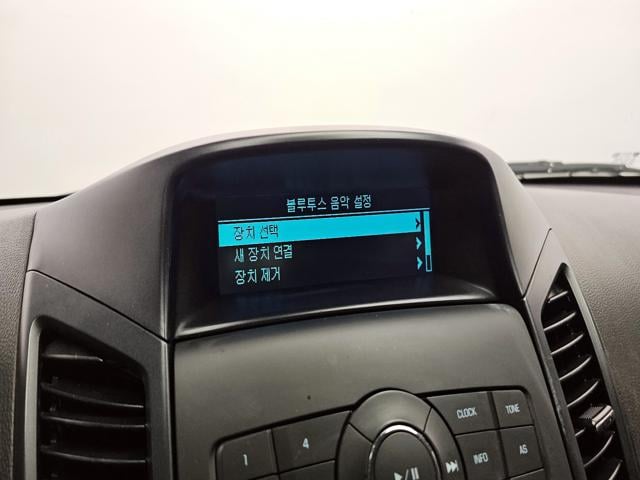 블루투스 음악 설정
장치 선택
새 장치 연결
장치 제거
CLOCK TONE
1 4 INFO AS